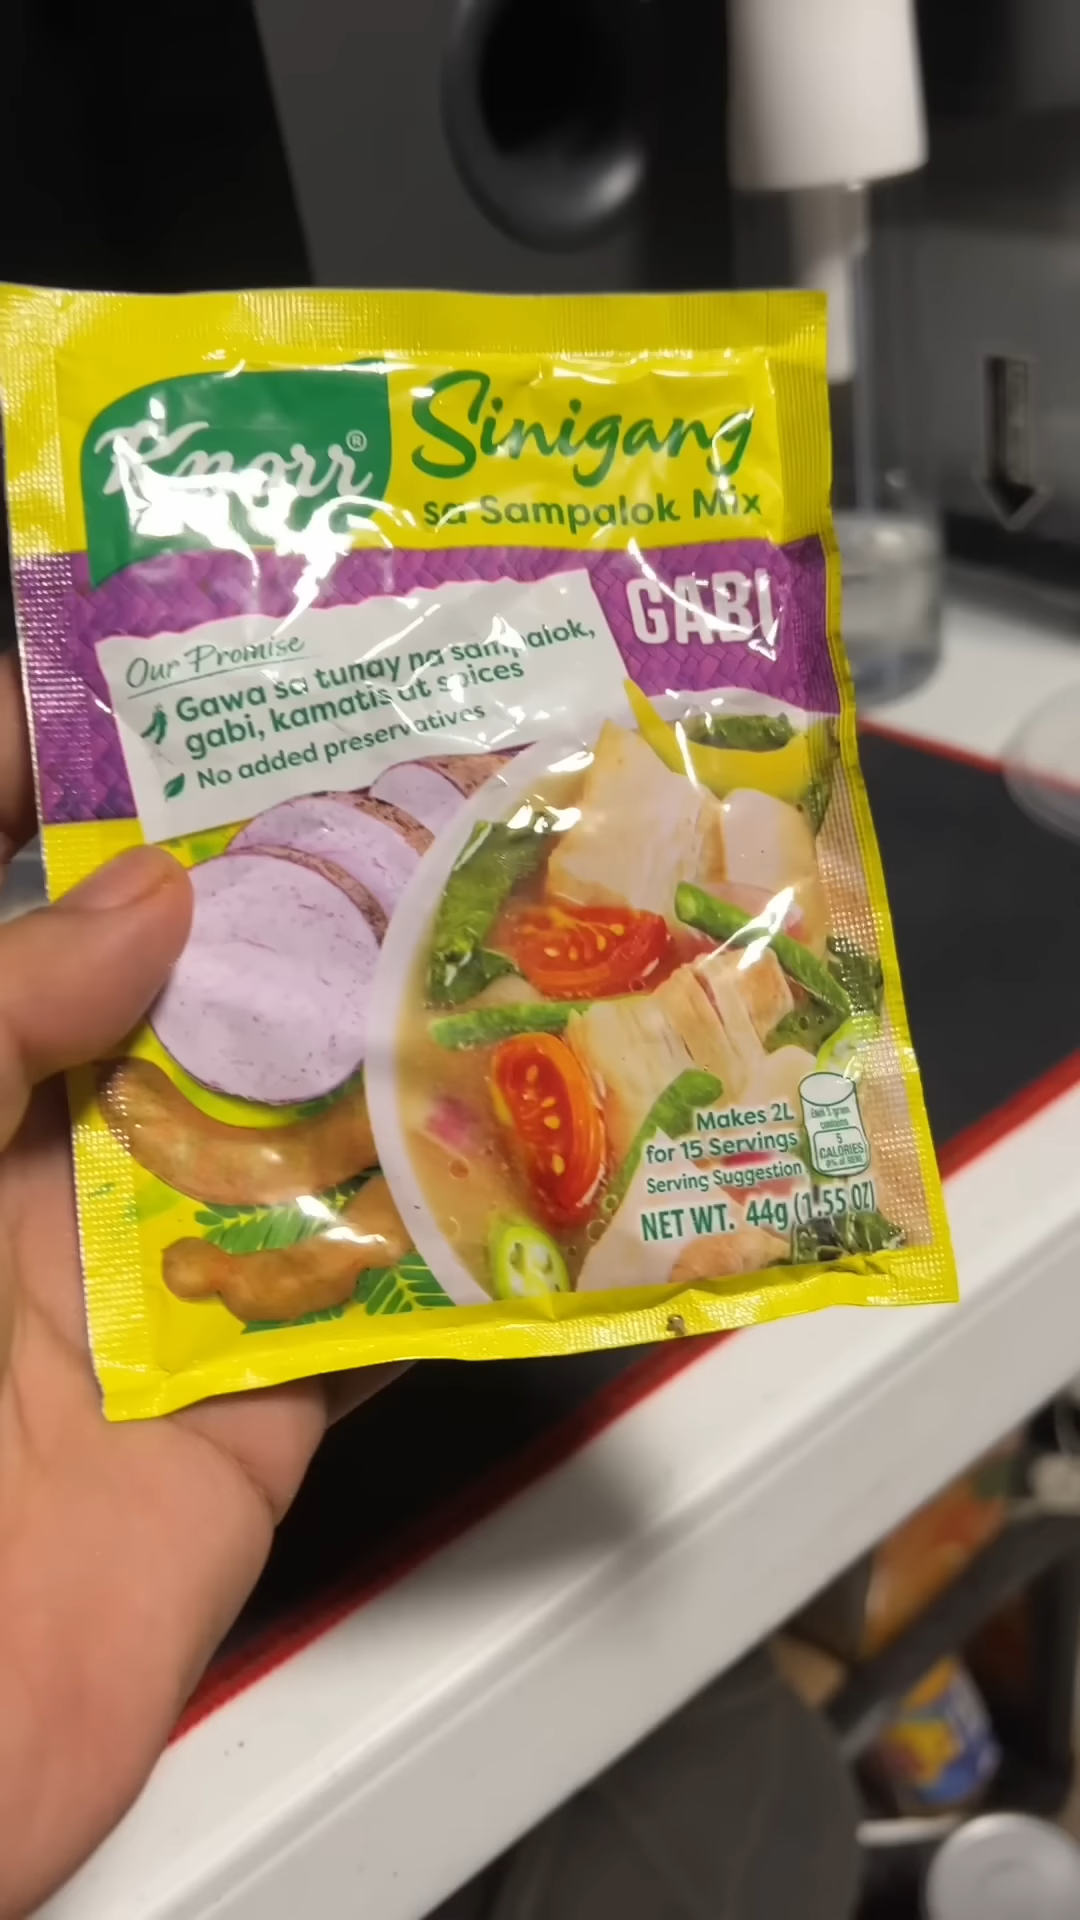 Knorr®
Sinigang
sa Sampalok Mix
GABI
Our Promise
Gawa sa tunay na sampalok,
gabi, kamatis at spices
No added preservatives
Makes 2L
for 15 Servings
Serving Suggestion
NET WT. 44g (1.55 OZ)
contains
5
CALORIES